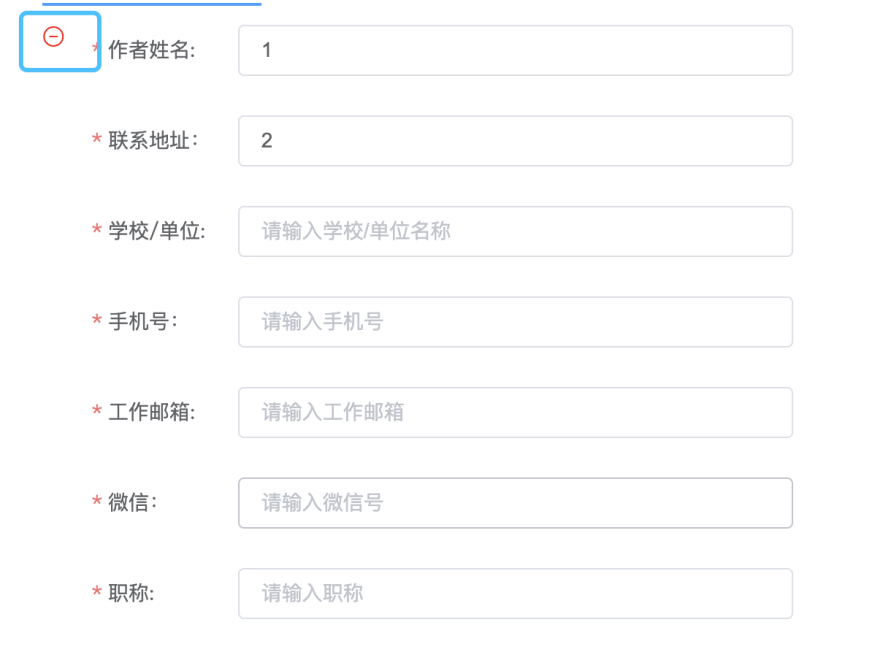 * 作者姓名: 1
* 联系地址: 2
* 学校/单位: 请输入学校/单位名称
* 手机号: 请输入手机号
* 工作邮箱: 请输入工作邮箱
* 微信: 请输入微信号
* 职称: 请输入职称